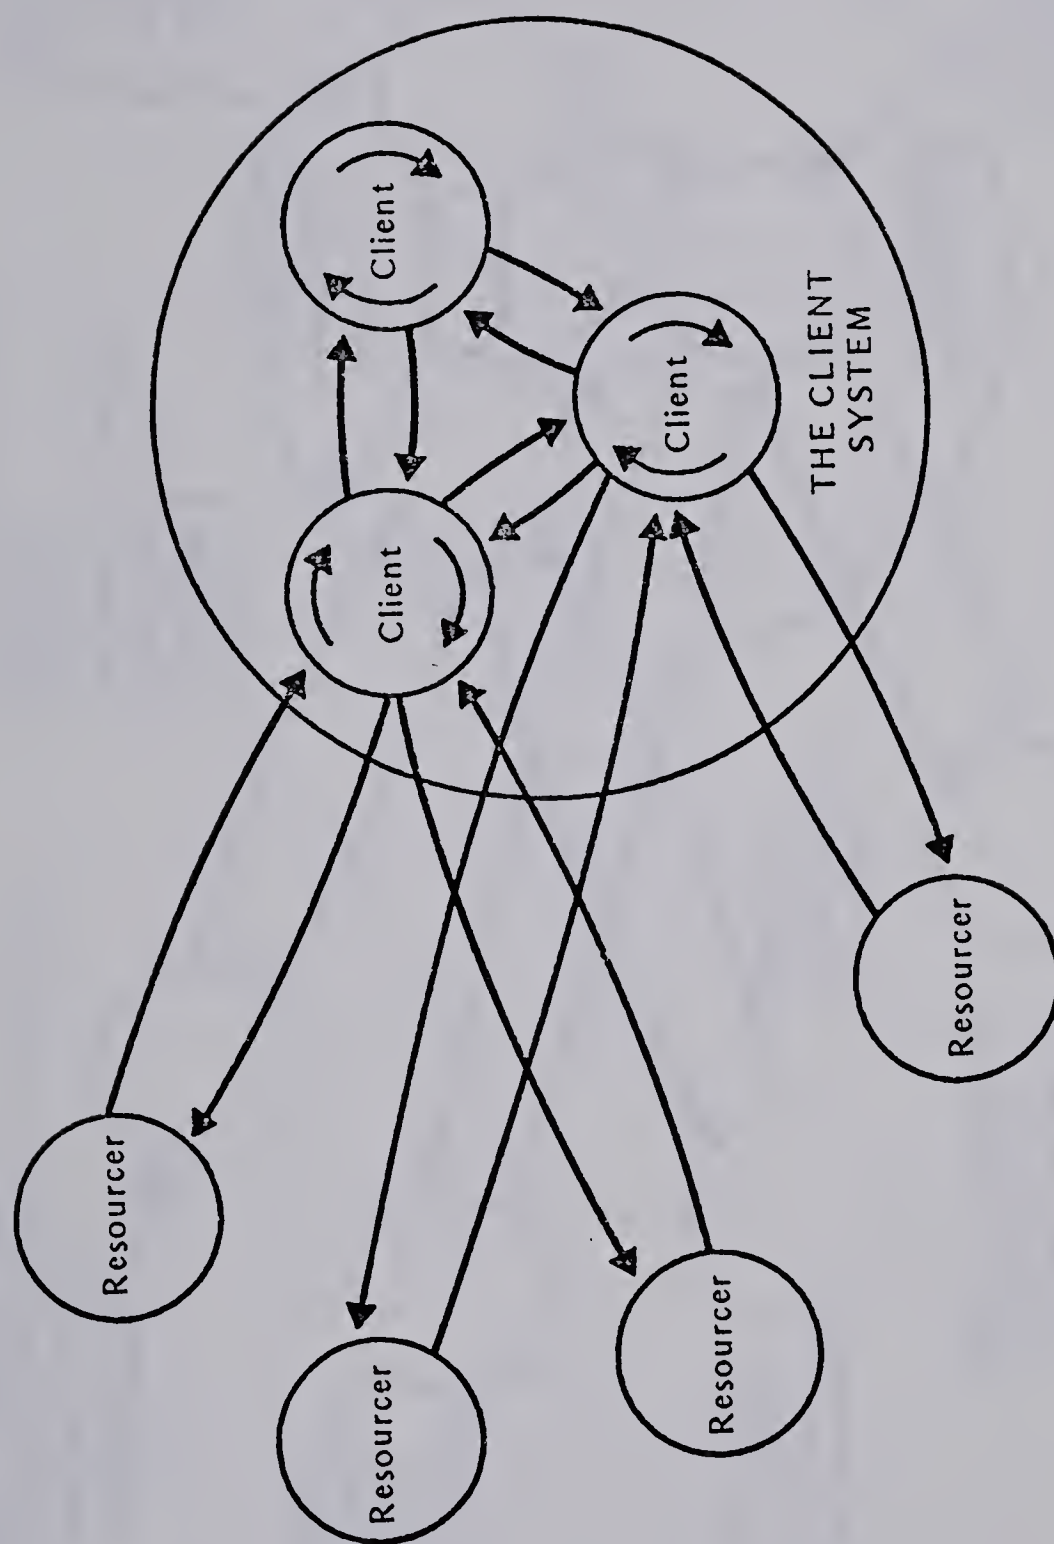 Resourcer
Resourcer
Resourcer
Resourcer
Client
Client
Client
THE CLIENT
SYSTEM